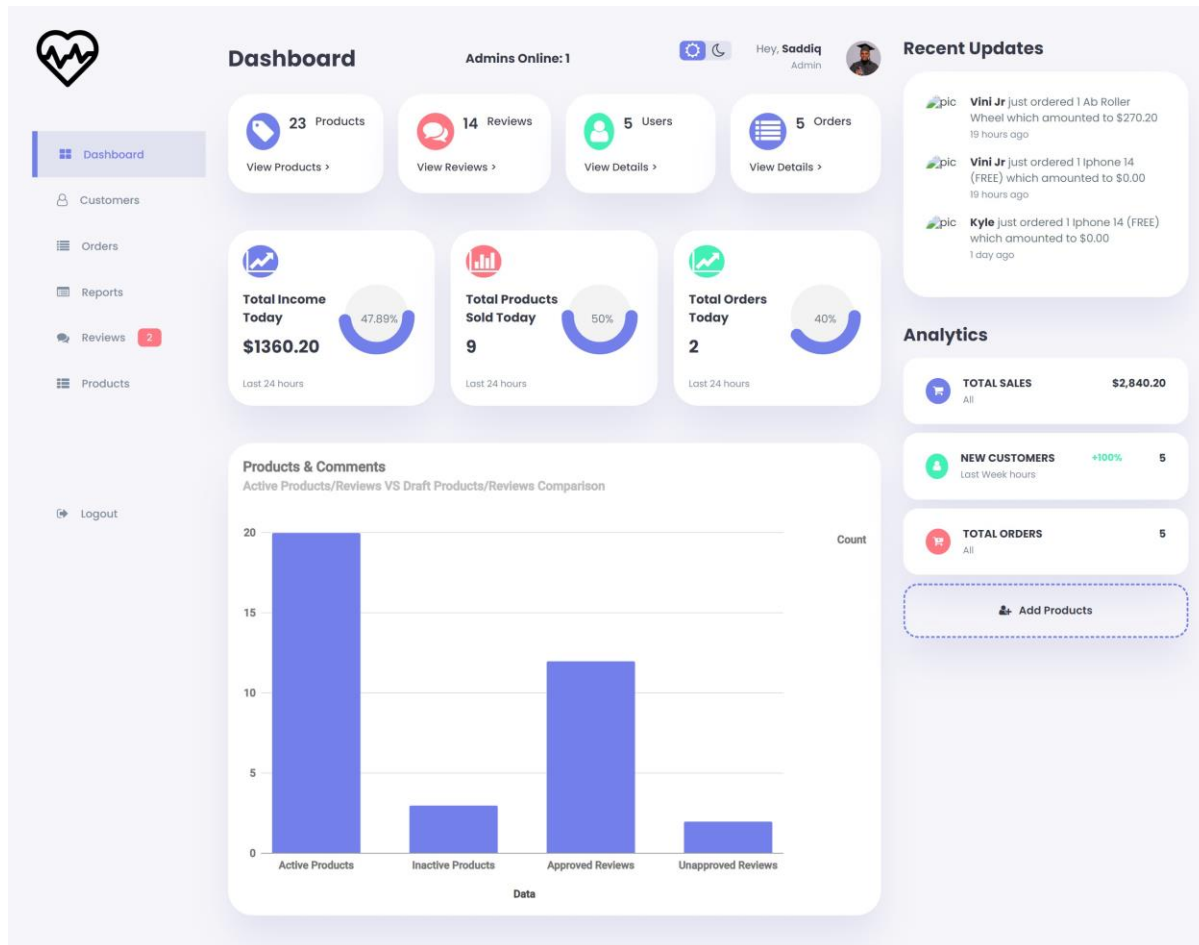 Dashboard
Admins Online: 1
Hey, Saddiq
Admin
Dashboard
Customers
Orders
Reports
Reviews 2
Products
Logout
23 Products
View Products >
14 Reviews
View Reviews >
5 Users
View Details >
5 Orders
View Details >
Total Income
Today
$1360.20
47.89%
Last 24 hours
Total Products
Sold Today
9
50%
Last 24 hours
Total Orders
Today
2
40%
Last 24 hours
Products & Comments
Active Products/Reviews VS Draft Products/Reviews Comparison
20
15
10
5
0
Count
Active Products
Inactive Products
Approved Reviews
Unapproved Reviews
Data
Recent Updates
pic
Vini Jr just ordered 1 Ab Roller
Wheel which amounted to $270.20
19 hours ago
pic
Vini Jr just ordered 1 Iphone 14
(FREE) which amounted to $0.00
19 hours ago
pic
Kyle just ordered 1 Iphone 14 (FREE)
which amounted to $0.00
1 day ago
Analytics
TOTAL SALES $2,840.20
All
NEW CUSTOMERS +100% 5
Last Week hours
TOTAL ORDERS 5
All
Add Products